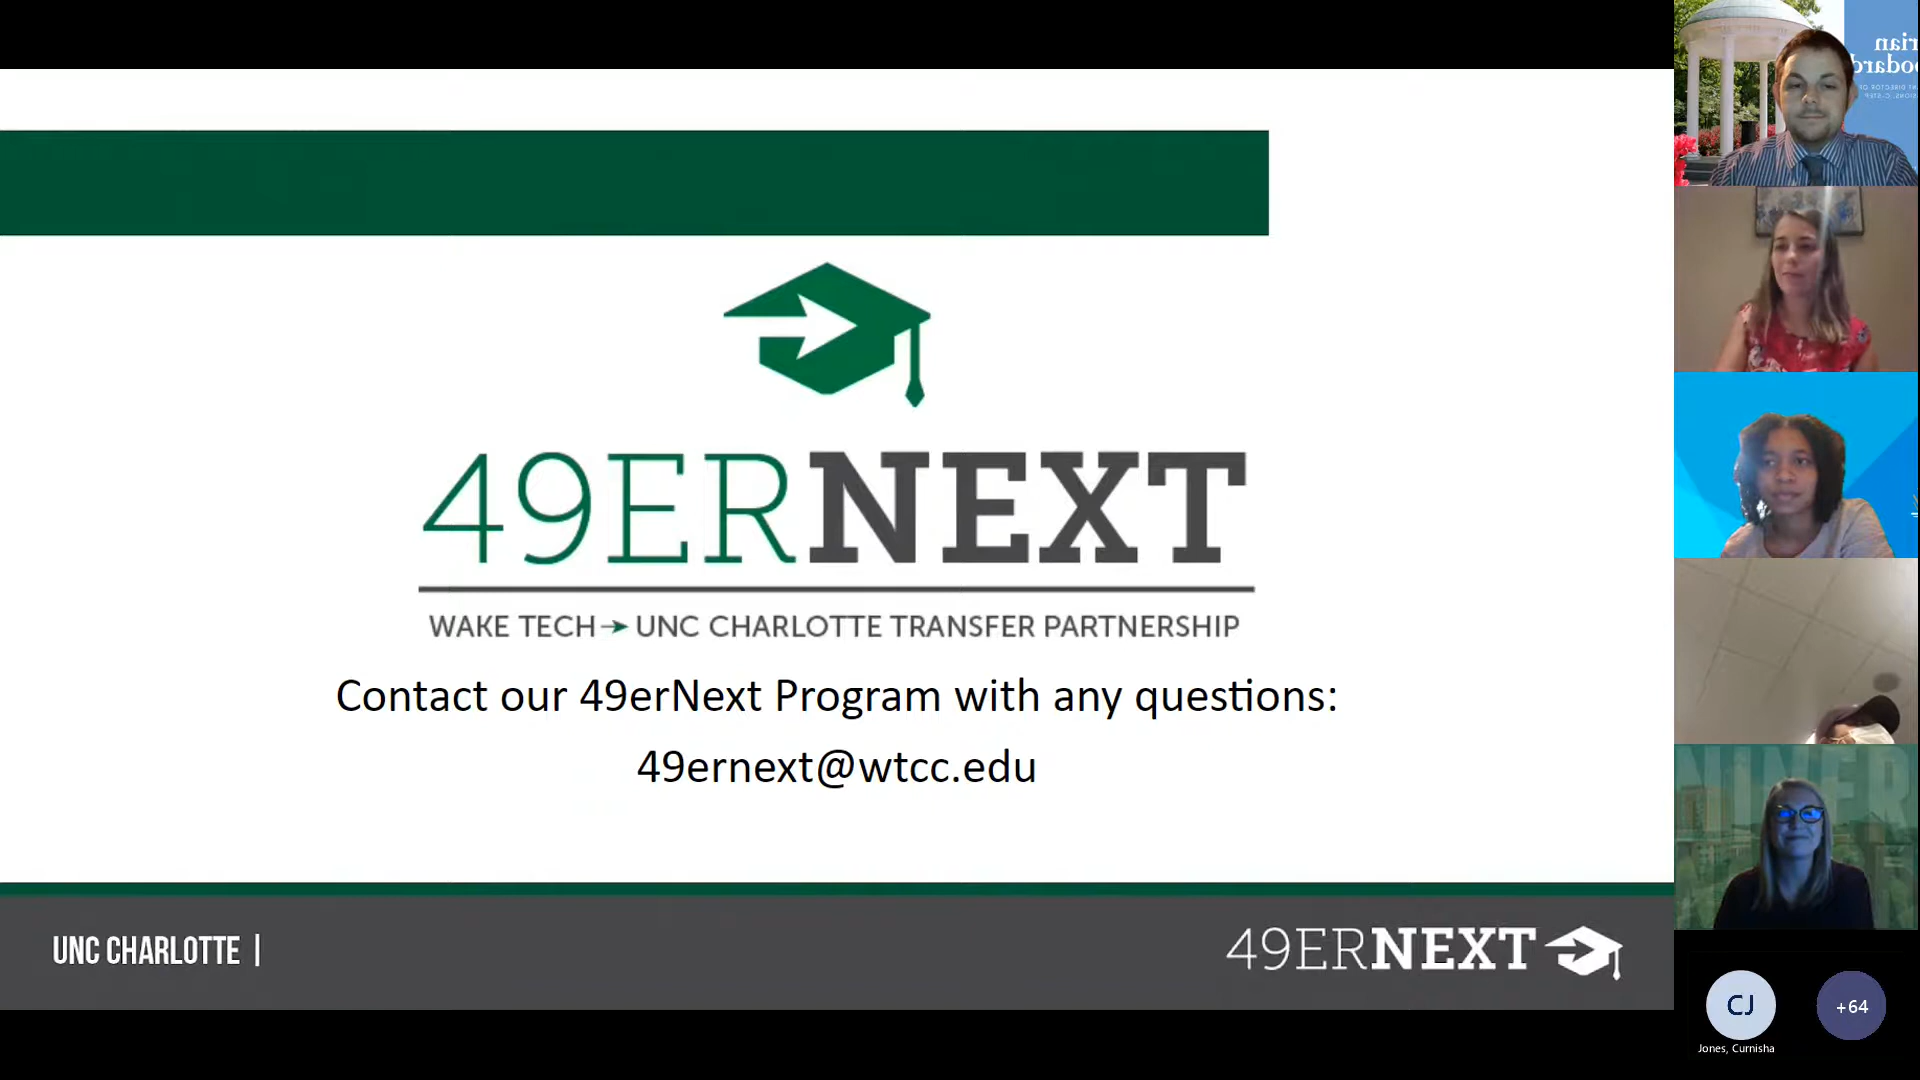 49ERNEXT
WAKE TECH→UNC CHARLOTTE TRANSFER PARTNERSHIP
Contact our 49erNext Program with any questions:
49ernext@wtcc.edu
UNC CHARLOTTE |
49ERNEXT
NINER
CJ
+64
Jones, Curnisha